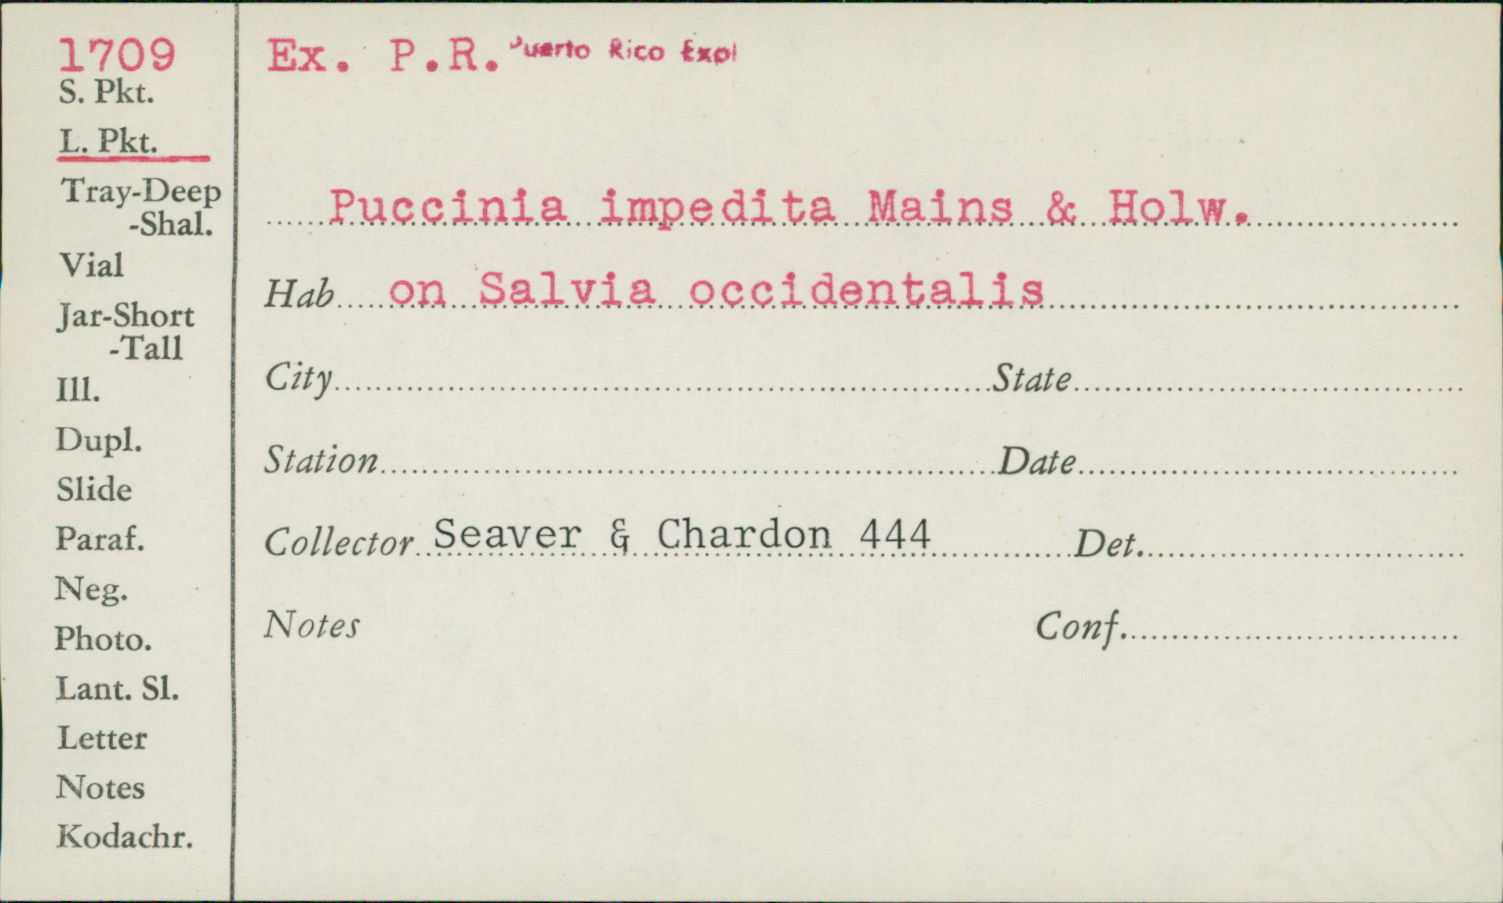 1709
S. Pkt.
L. Pkt.
Tray-Deep
-Shal.
Vial
Jar-Short
-Tall
Ill.
Dupl.
Slide
Paraf.
Neg.
Photo.
Lant. Sl.
Letter
Notes
Kodachr.
Ex. P.R. Puerto Rico Expl
Puccinia impedita Mains & Holw.
Hab on Salvia occidentalis
City State
Station Date
Collector Seaver & Chardon 444 Det.
Notes Conf.